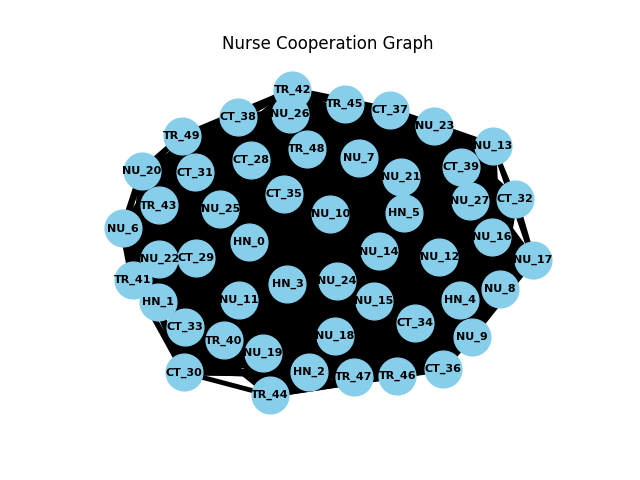 Nurse Cooperation Graph
TR_42
TR_45
CT_37
CT_38
NU_26
NU_23
TR_49
NU_13
TR_48
NU_7
CT_28
CT_39
NU_20
CT_31
NU_21
CT_35
CT_32
NU_27
TR_43
NU_25
NU_10
HN_5
NU_6
NU_16
HN_0
NU_14
NU_12
NU_22
CT_29
NU_17
TR_41
NU_24
HN_3
NU_8
HN_1
NU_11
NU_15
HN_4
CT_34
CT_33
NU_18
NU_9
TR_40
NU_19
CT_36
CT_30
HN_2
TR_47
TR_46
TR_44